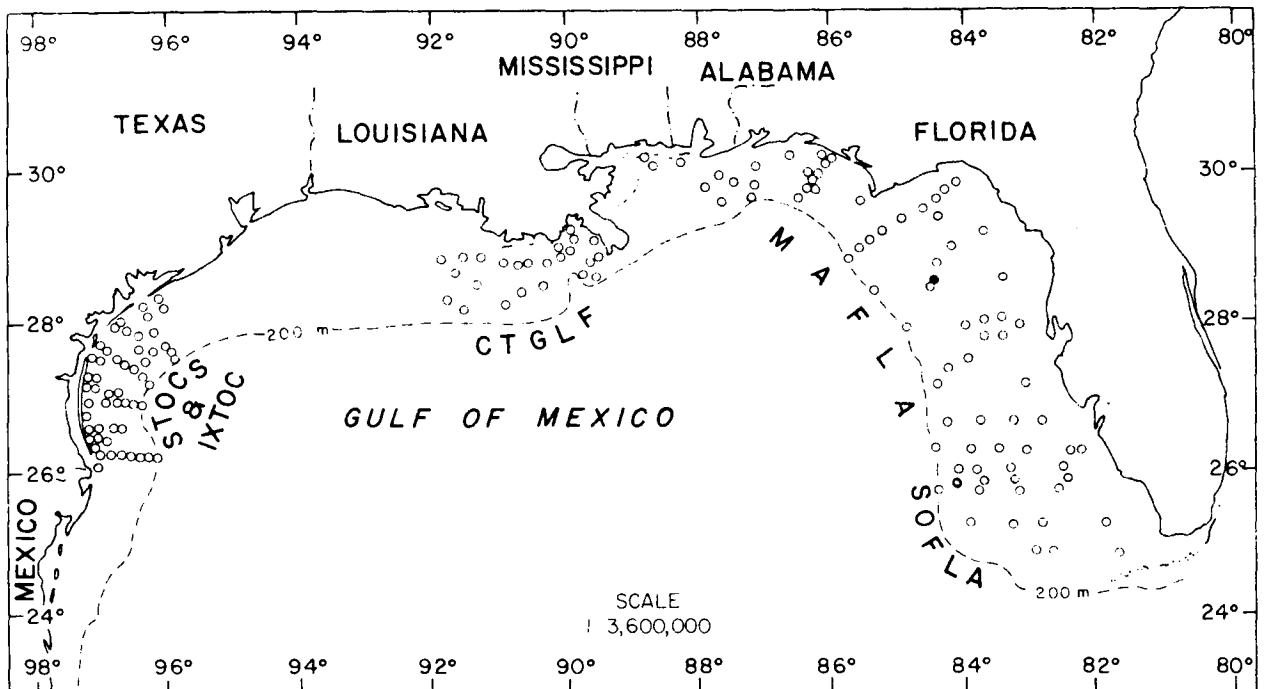 98° 96° 94° 92° 90° 88° 86° 84° 82° 80°
MISSISSIPPI ALABAMA
TEXAS LOUISIANA FLORIDA
30° 30°
MAFLA
28° 200 m CTGLF 28°
STOCS
&
IXTOC
GULF OF MEXICO
26° 26°
SOFLA
MEXICO
200 m
24° 24°
SCALE
3,600,000
98° 96° 94° 92° 90° 88° 86° 84° 82° 80°